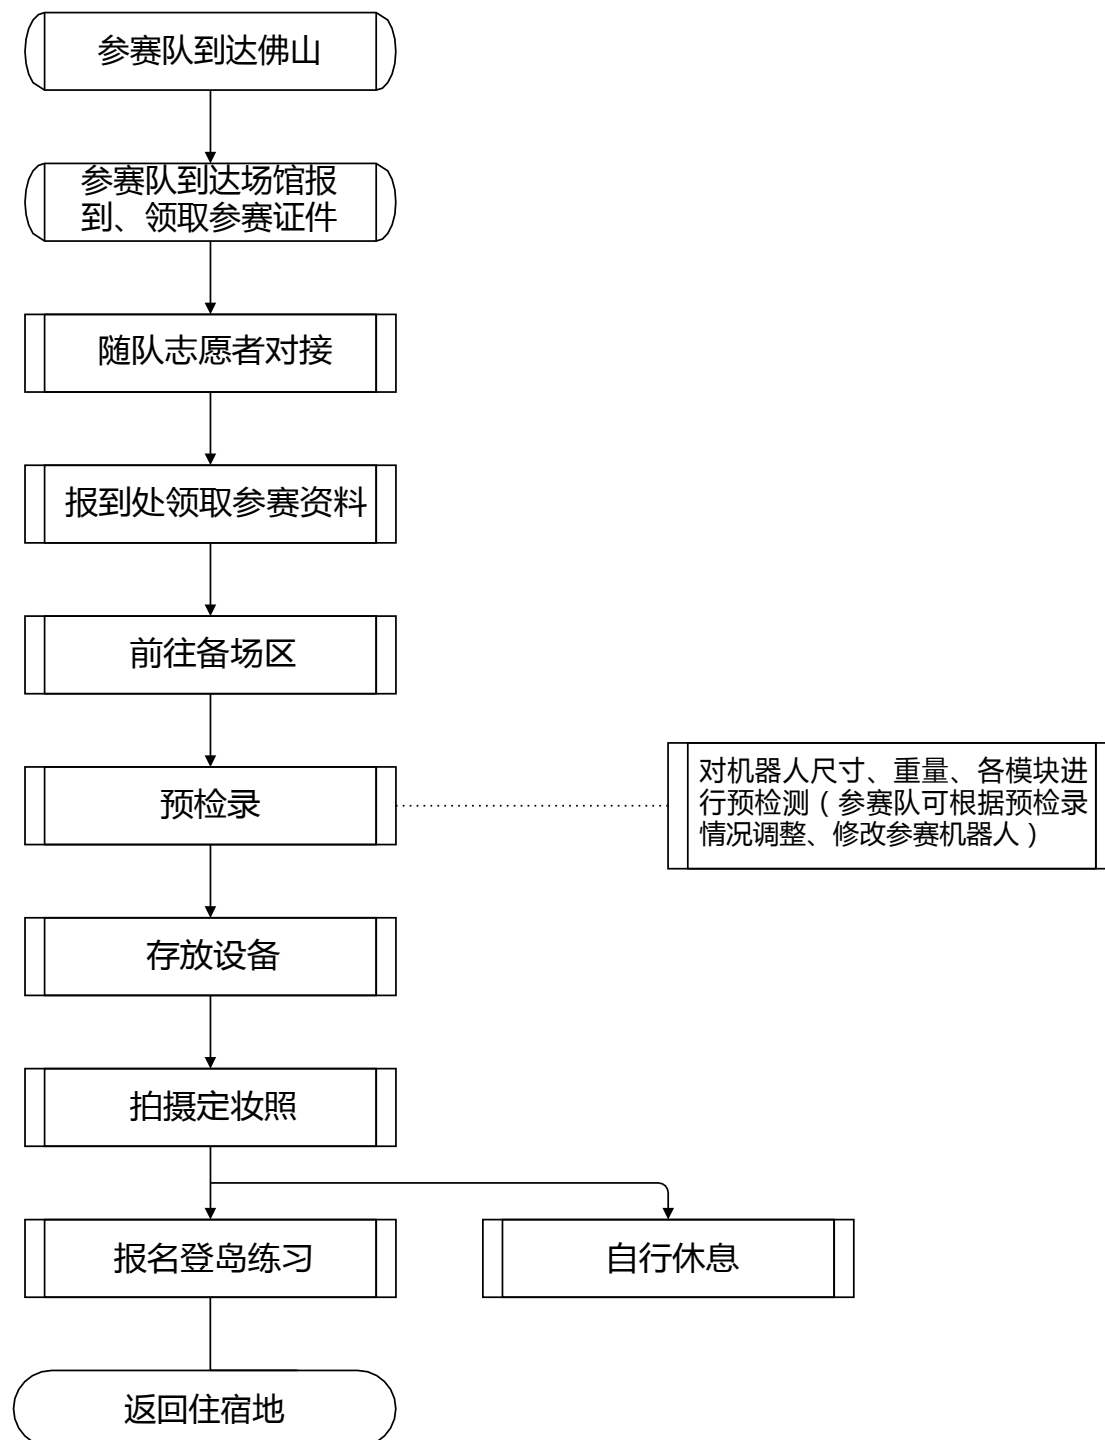 参赛队到达佛山
参赛队到达场馆报
到、领取参赛证件
随队志愿者对接
报到处领取参赛资料
前往备场区
预检录
对机器人尺寸、重量、各模块进
行预检测（参赛队可根据预检录
情况调整、修改参赛机器人）
存放设备
拍摄定妆照
报名登岛练习
自行休息
返回住宿地